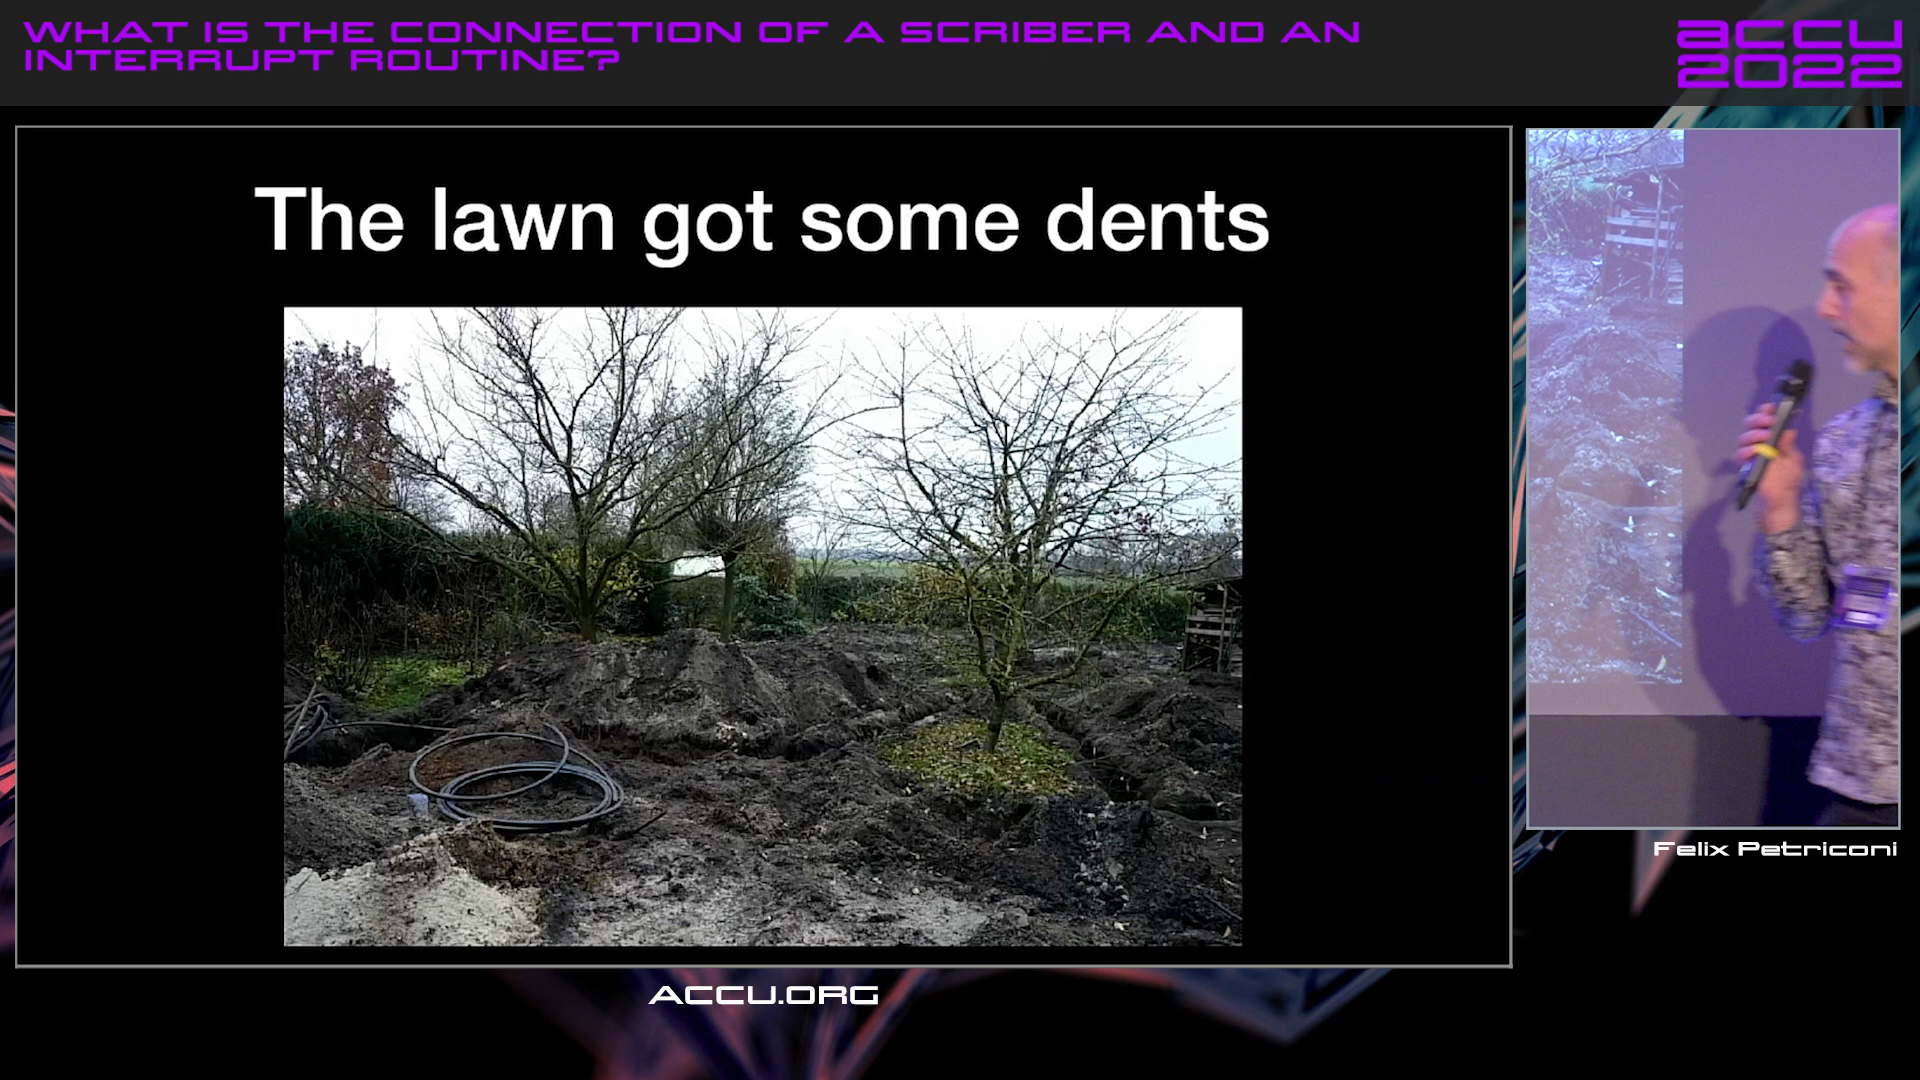 WHAT IS THE CONNECTION OF A SCRIBER AND AN
INTERRUPT ROUTINE?
ACCU
2022
The lawn got some dents
Felix Petriconi
ACCU.ORG